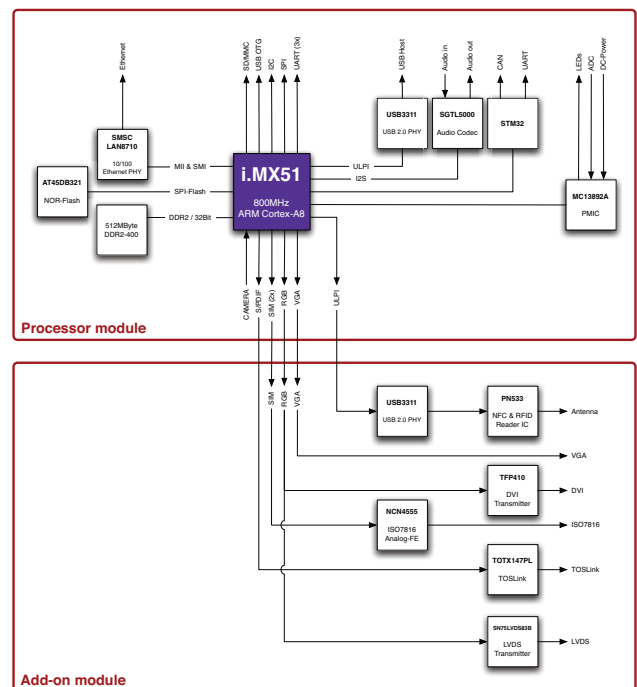 Ethernet
SD/MMC
USB OTG
I2C
SPI
UART (3x)
USB Host
Audio in
Audio out
CAN
UART
LEDs
ADC
DC-Power
SMSC
LAN8710
10/100
Ethernet PHY
USB3311
USB 2.0 PHY
SGTL5000
Audio Codec
STM32
MII & SMI
i.MX51
800MHz
ARM Cortex-A8
ULPI
I2S
AT45DB321
NOR-Flash
SPI-Flash
MC13892A
PMIC
512MByte
DDR2-400
DDR2 / 32Bit
CAMERA
S/PDIF
SIM (2x)
RGB
VGA
ULPI
Processor module
SIM
RGB
VGA
USB3311
USB 2.0 PHY
PN533
NFC & RFID
Reader IC
Antenna
VGA
TFP410
DVI
Transmitter
DVI
NCN4555
ISO7816
Analog-FE
ISO7816
TOTX147PL
TOSLink
TOSLink
SN75LVDS83B
LVDS
Transmitter
LVDS
Add-on module